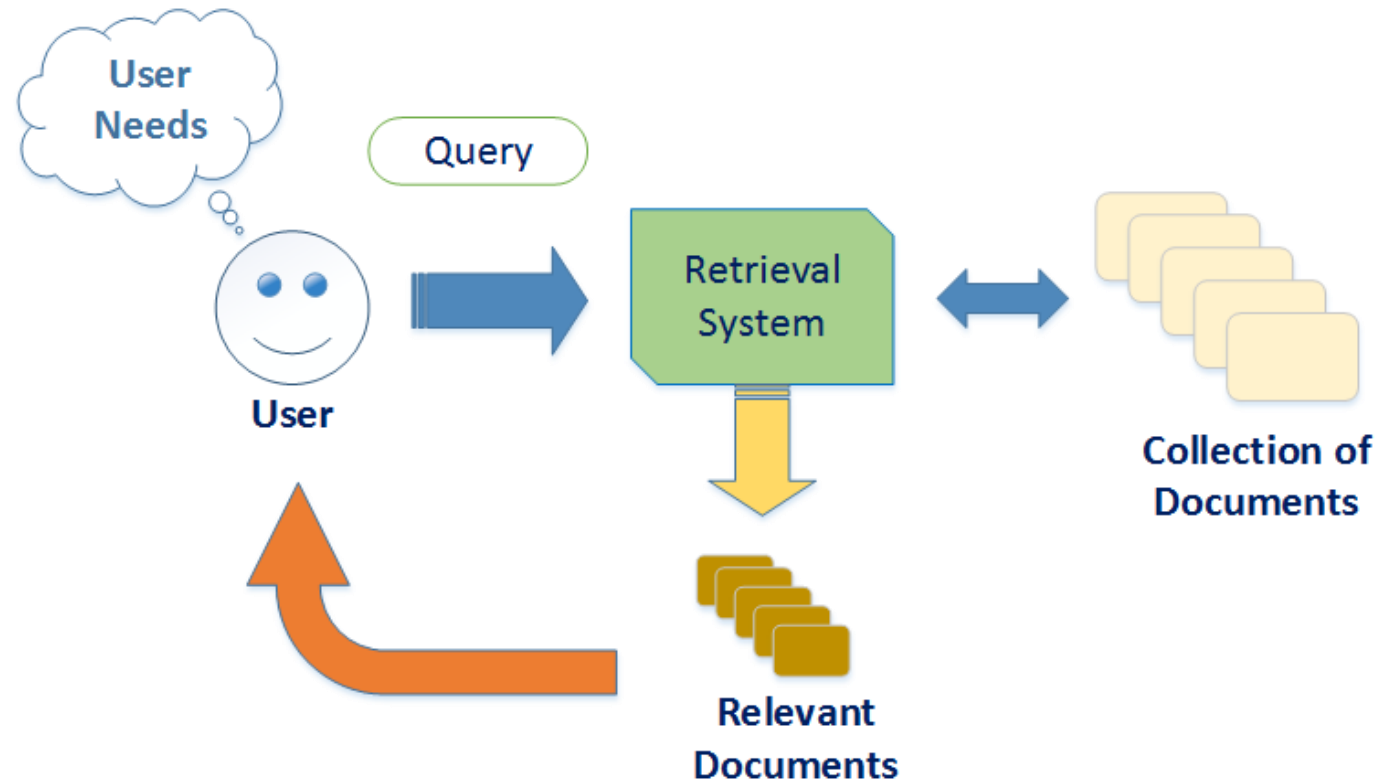 User
Needs
Query
Retrieval
System
User
Collection of
Documents
Relevant
Documents